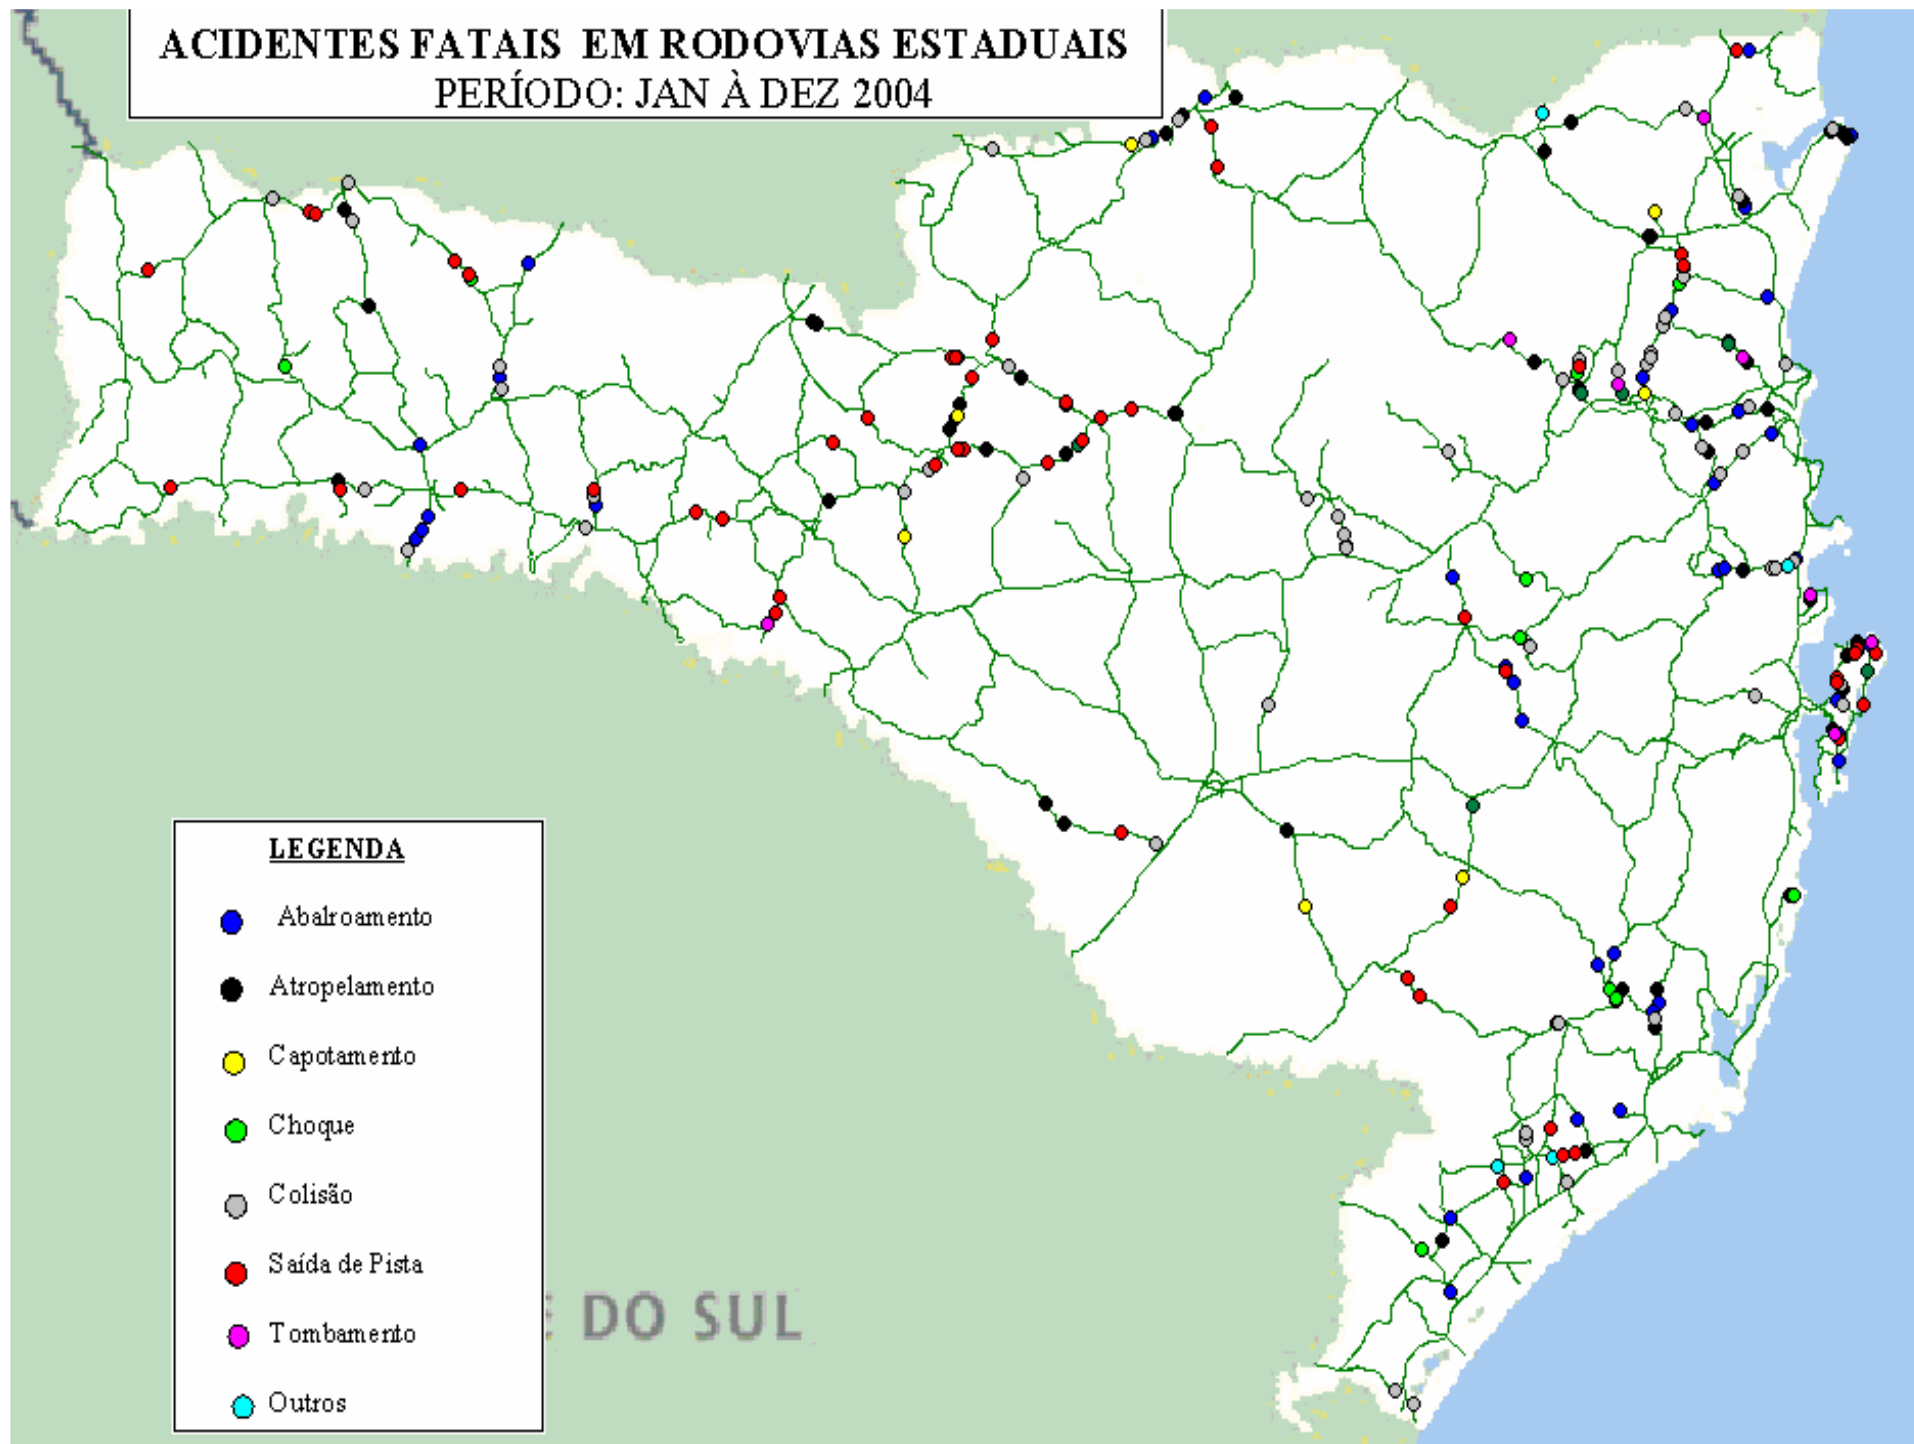 ACIDENTES FATAIS EM RODOVIAS ESTADUAIS
PERÍODO: JAN À DEZ 2004
LEGENDA
Abalroamento
Atropelamento
Capotamento
Choque
Colisão
Saída de Pista
Tombamento
Outros
DO SUL